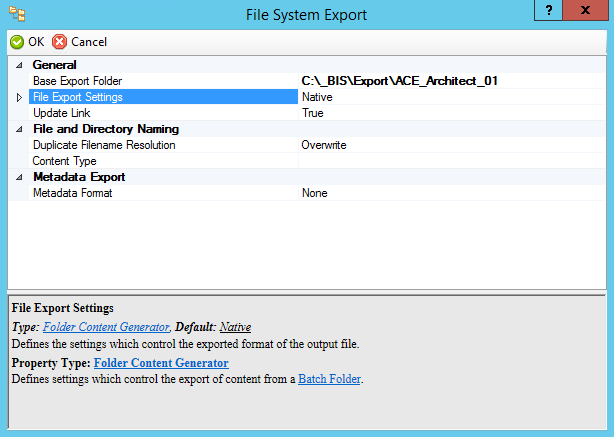 File System Export
? X
OK Cancel
General
Base Export Folder C:\_BIS\Export\ACE_Architect_01
File Export Settings Native
Update Link True
File and Directory Naming
Duplicate Filename Resolution Overwrite
Content Type
Metadata Export
Metadata Format None
File Export Settings
Type: Folder Content Generator, Default: Native
Defines the settings which control the exported format of the output file.
Property Type: Folder Content Generator
Defines settings which control the export of content from a Batch Folder.